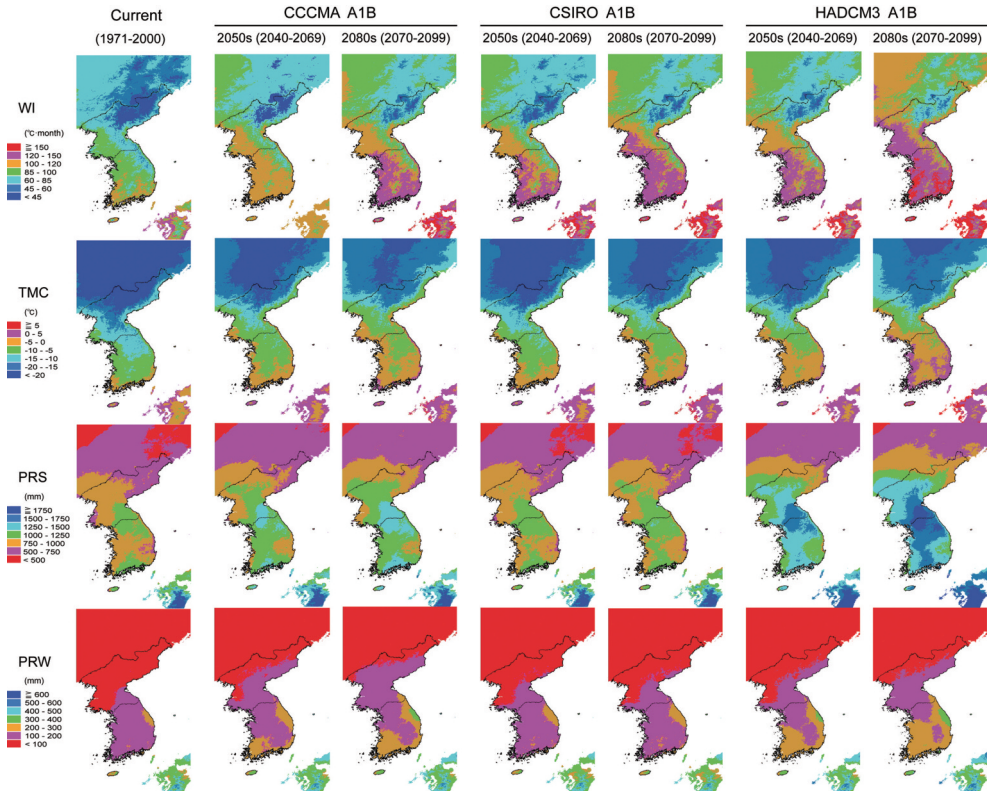 Current
(1971-2000)
CCCMA A1B
2050s (2040-2069) 2080s (2070-2099)
CSIRO A1B
2050s (2040-2069) 2080s (2070-2099)
HADCM3 A1B
2050s (2040-2069) 2080s (2070-2099)
WI
(℃·month)
≧ 150
120 - 150
100 - 120
85 - 100
60 - 85
45 - 60
< 45
TMC
(℃)
≧ 5
0 - 5
-5 - 0
-10 - -5
-15 - -10
-20 - -15
< -20
PRS
(mm)
≧ 1750
1500 - 1750
1250 - 1500
1000 - 1250
750 - 1000
500 - 750
< 500
PRW
(mm)
≧ 600
500 - 600
400 - 500
300 - 400
200 - 300
100 - 200
< 100